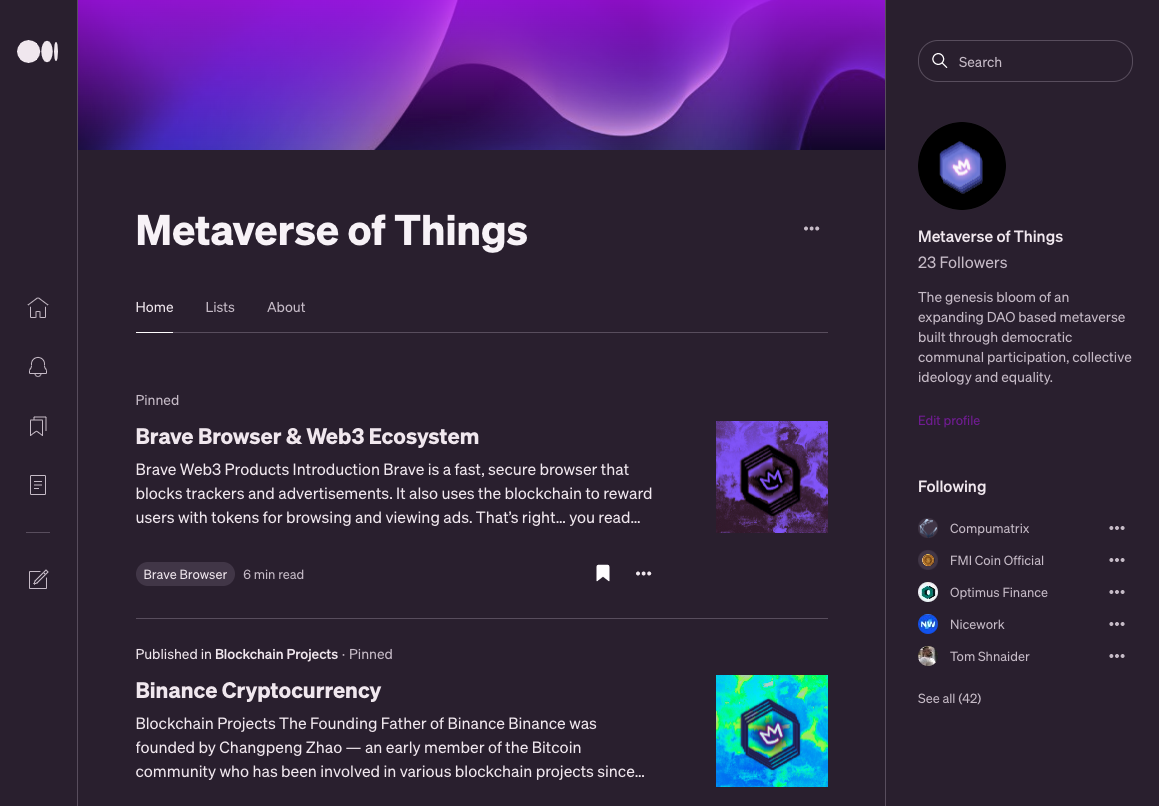 Search
Metaverse of Things
Home Lists About
Pinned
Brave Browser & Web3 Ecosystem
Brave Web3 Products Introduction Brave is a fast, secure browser that
blocks trackers and advertisements. It also uses the blockchain to reward
users with tokens for browsing and viewing ads. That’s right… you read…
Brave Browser 6 min read
Published in Blockchain Projects · Pinned
Binance Cryptocurrency
Blockchain Projects The Founding Father of Binance Binance was
founded by Changpeng Zhao — an early member of the Bitcoin
community who has been involved in various blockchain projects since…
Metaverse of Things
23 Followers
The genesis bloom of an
expanding DAO based metaverse
built through democratic
communal participation, collective
ideology and equality.
Edit profile
Following
Compumatrix
FMI Coin Official
Optimus Finance
NW Nicework
Tom Shnaider
See all (42)